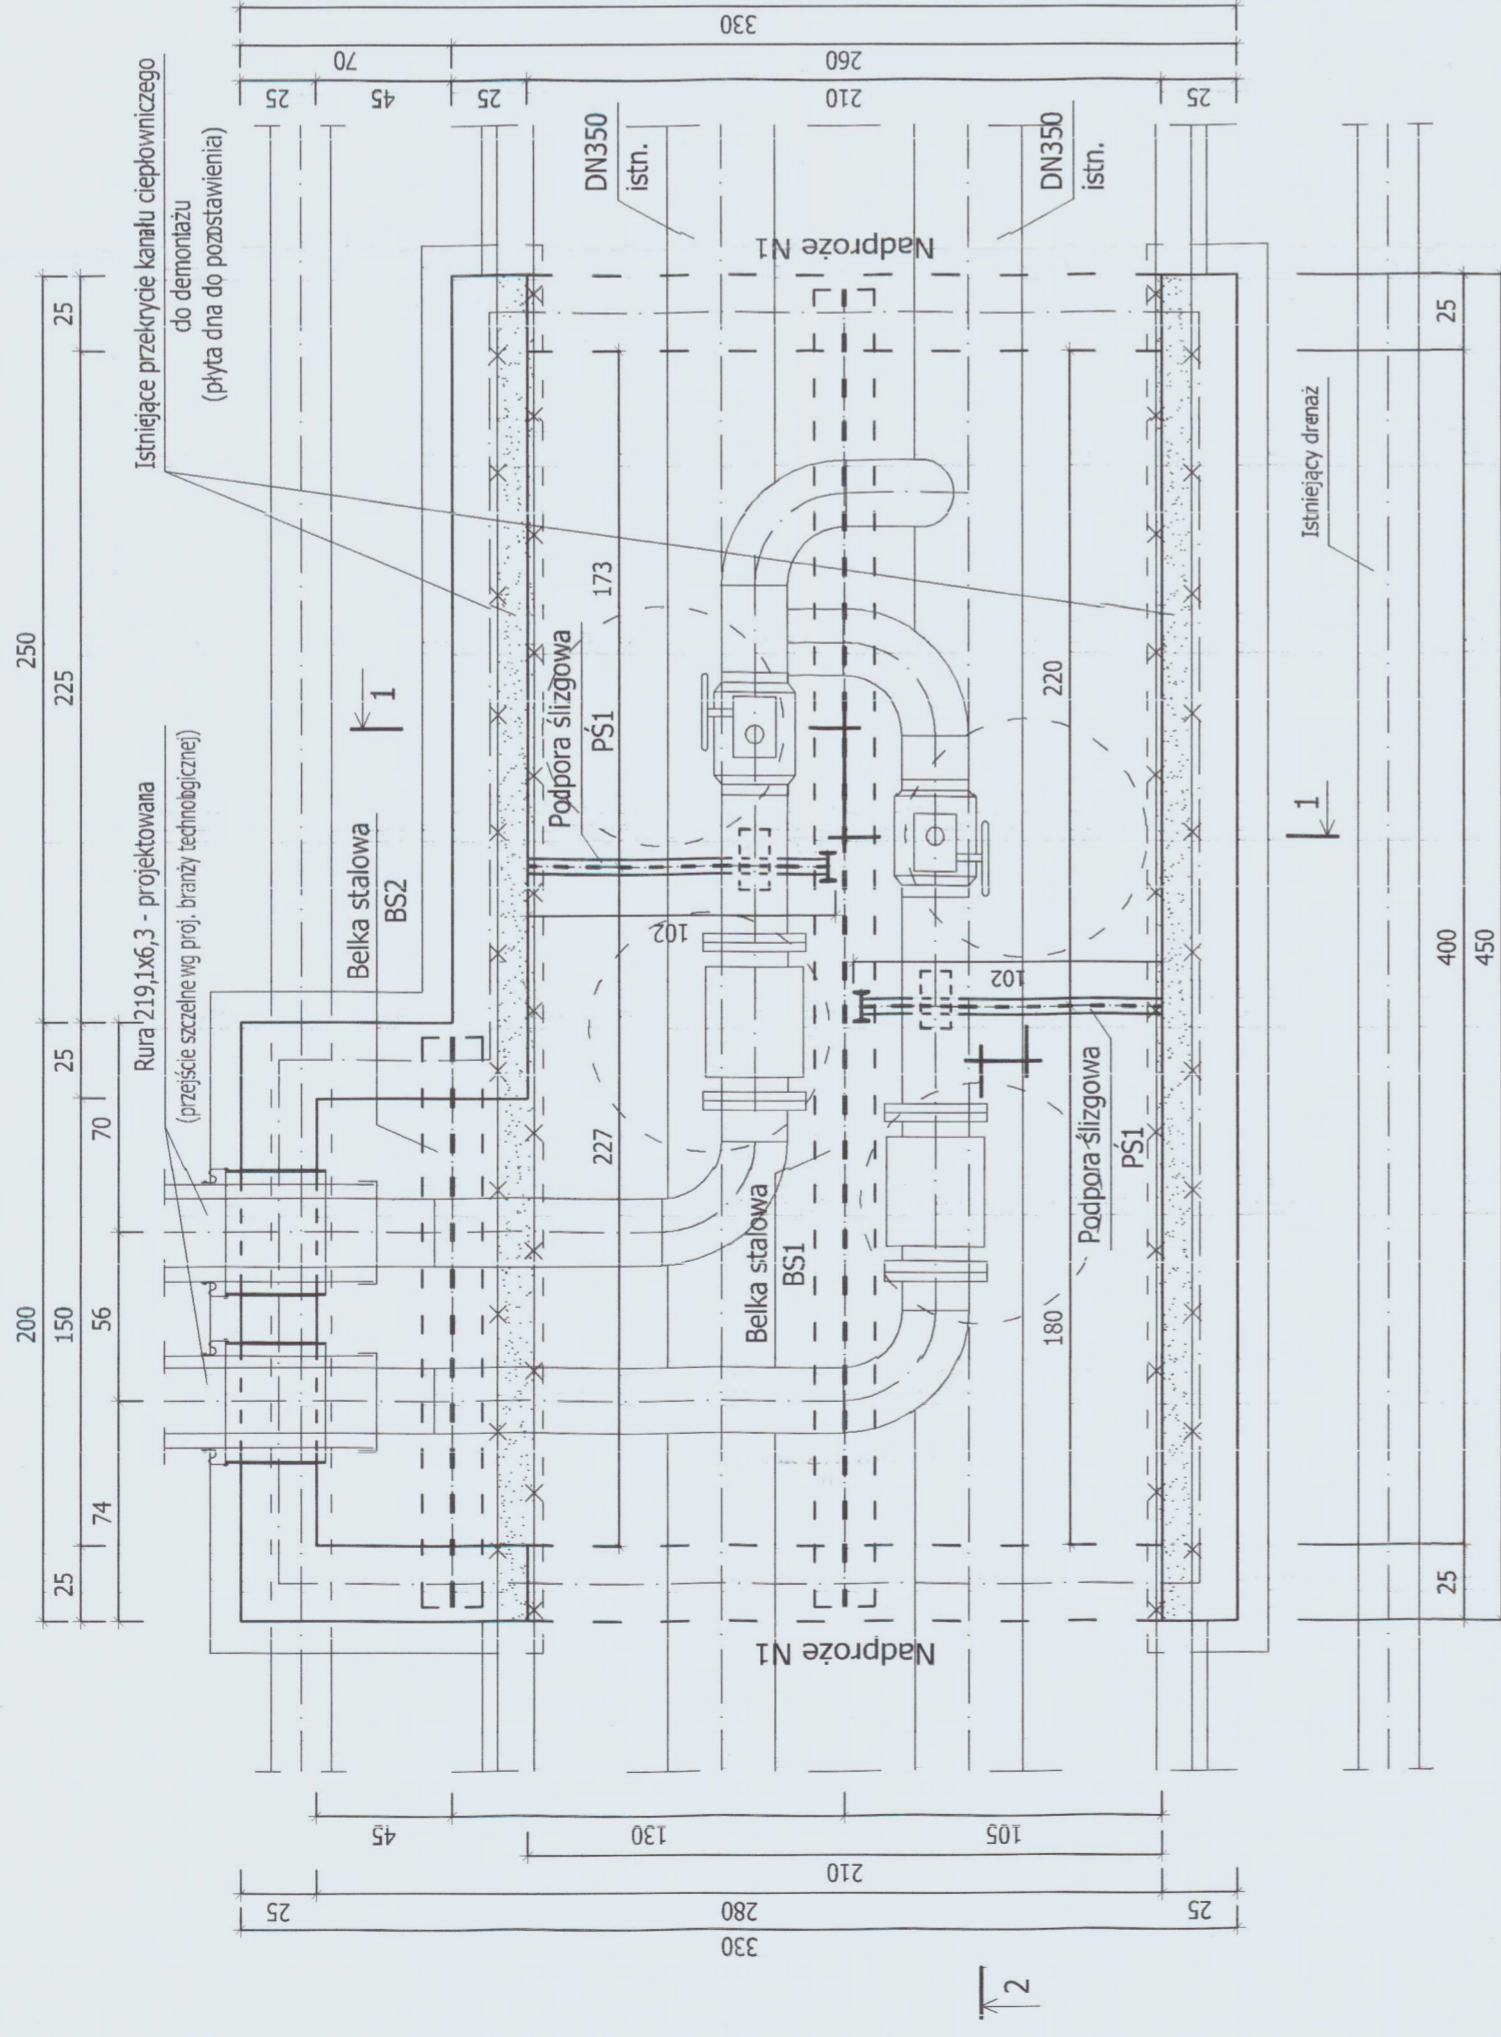 Istniejące przekrycie kanału ciepłowniczego
do demontażu
(płyta dna do pozostawienia)
Rura 219,1x6,3 - projektowana
(przejście szczelne wg proj. branży technologicznej)
Belka stalowa
BS2
Podpora ślizgowa
PŚ1
DN350
istn.
DN350
istn.
Nadproże N1
Nadproże N1
Belka stalowa
BS1
Podpora ślizgowa
PŚ1
Istniejący drenaż
1
1
2
200
250
25
150
25
225
25
74
56
70
227
173
180
220
102
102
25
400
25
450
330
70
260
25
45
25
210
25
45
130
105
210
25
280
25
330